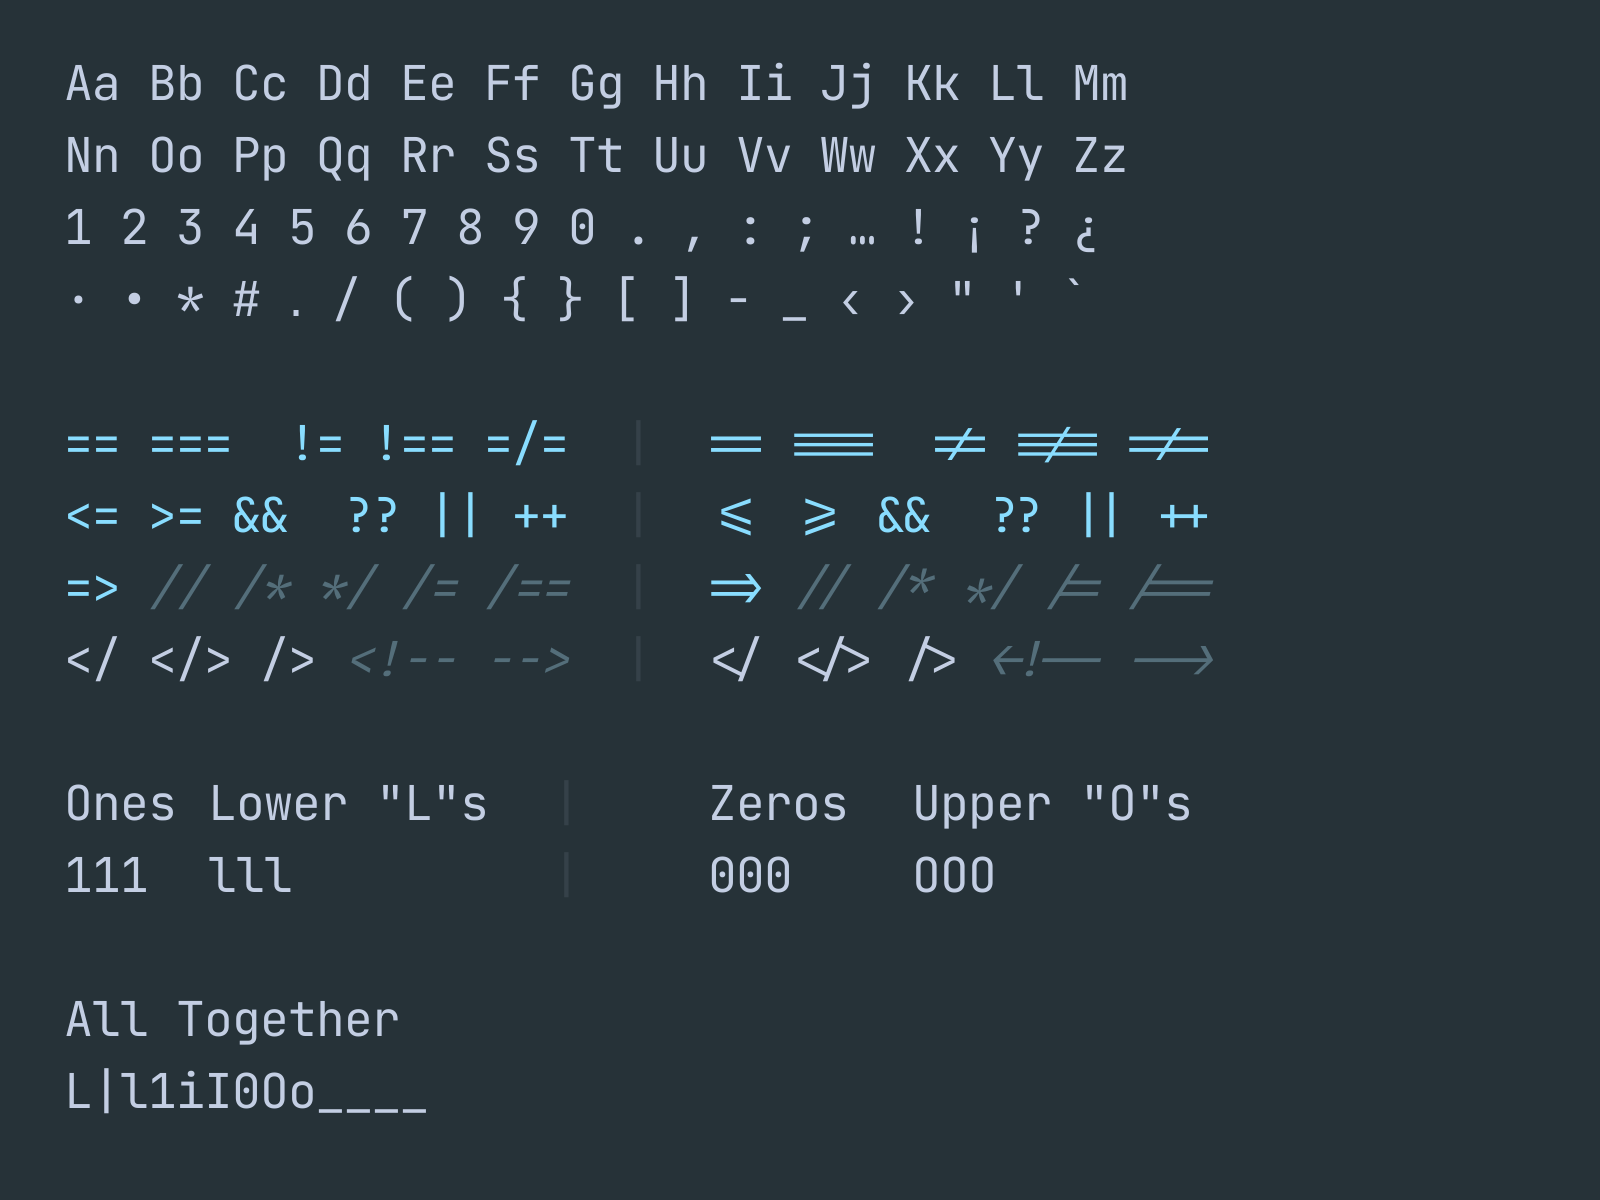 Aa Bb Cc Dd Ee Ff Gg Hh Ii Jj Kk Ll Mm
Nn Oo Pp Qq Rr Ss Tt Uu Vv Ww Xx Yy Zz
1 2 3 4 5 6 7 8 9 0 . , : ; … ! ¡ ? ¿
· • * # . / ( ) { } [ ] - _ ‹ › " ' `
== ===  != !== =/= | == ===  != !== =/=
<= >= &&  ?? || ++ | <= >= &&  ?? || ++
=> // /* */ /= /== | => // /* */ /= /==
</ </> /> <!-- --> | </ </> /> <!-- -->
Ones Lower "L"s | Zeros Upper "O"s
111 lll | 000 OOO
All Together
L|l1iI0Oo____